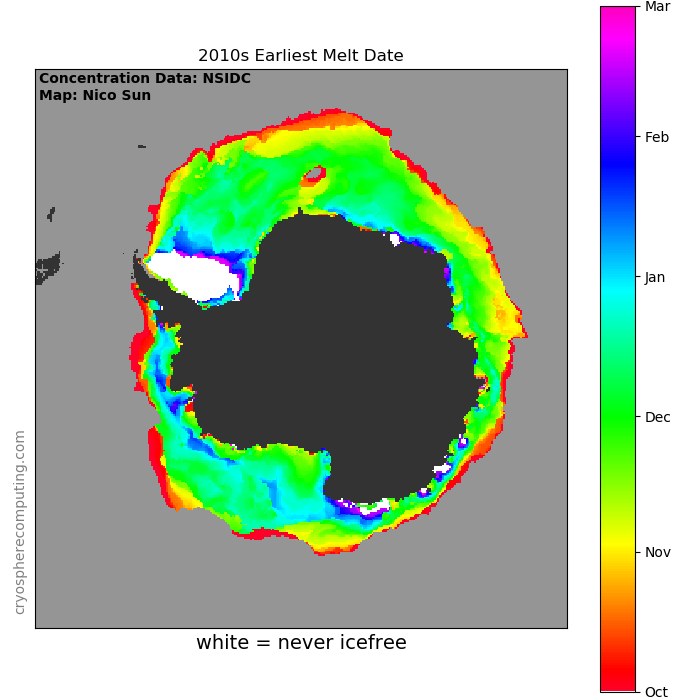 Mar
2010s Earliest Melt Date
Concentration Data: NSIDC
Map: Nico Sun
Feb
Jan
Dec
Nov
Oct
cryospherecomputing.com
white = never icefree